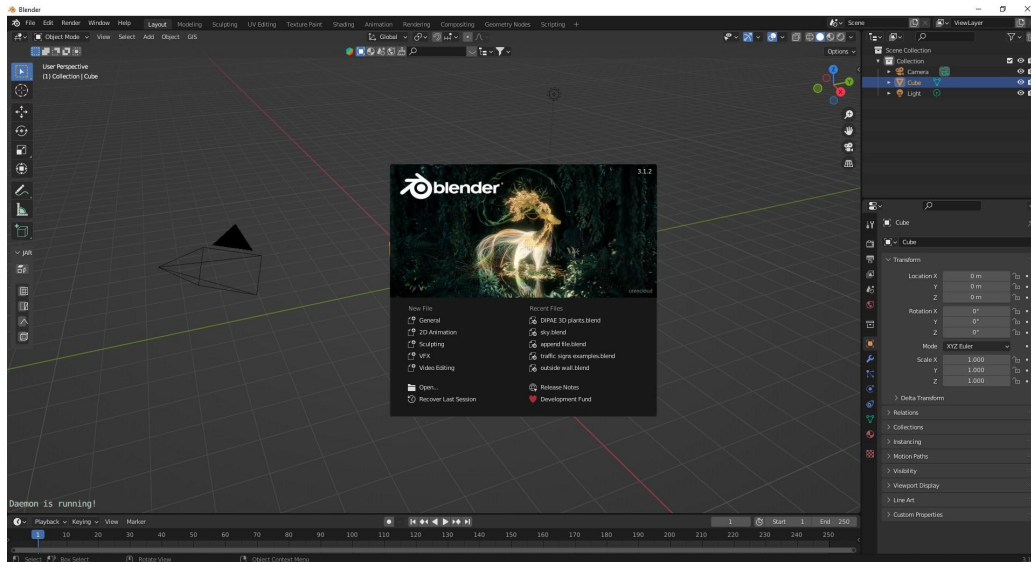 Blender
File Edit Render Window Help Layout Modeling Sculpting UV Editing Texture Paint Shading Animation Rendering Compositing Geometry Nodes Scripting + Scene ViewLayer
Object Mode View Select Add Object GIS Global
Options
User Perspective
(1) Collection | Cube
Z
Y
X
JAR
Daemon is running!
blender
3.1.2
New File
General
2D Animation
Sculpting
VFX
Video Editing
Open...
Recover Last Session
Recent Files
DIPAE 3D plants.blend
sky.blend
append file.blend
traffic signs examples.blend
outside wall.blend
Release Notes
Development Fund
Scene Collection
Collection
Camera
Cube
Light
Cube
Cube
Transform
Location X 0 m
Y 0 m
Z 0 m
Rotation X 0°
Y 0°
Z 0°
Mode XYZ Euler
Scale X 1.000
Y 1.000
Z 1.000
Delta Transform
Relations
Collections
Instancing
Motion Paths
Visibility
Viewport Display
Line Art
Custom Properties
Playback Keying View Marker 1 Start 1 End 250
1 10 20 30 40 50 60 70 80 90 100 110 120 130 140 150 160 170 180 190 200 210 220 230 240 250
Select Box Select Rotate View Object Context Menu